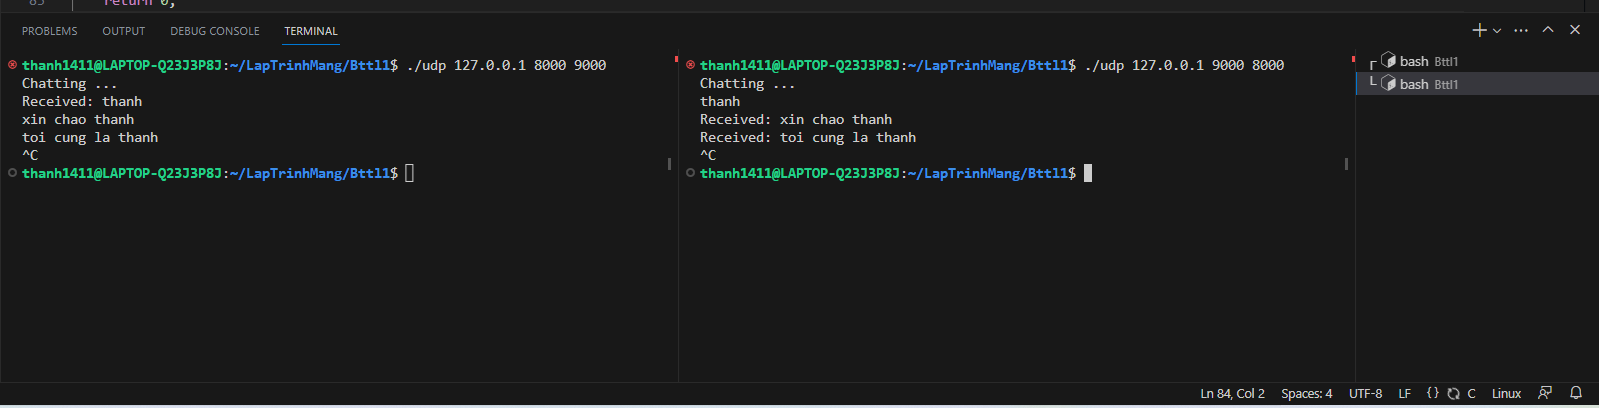 85 return 0;
PROBLEMS OUTPUT DEBUG CONSOLE TERMINAL
thanh1411@LAPTOP-Q23J3P8J:~/LapTrinhMang/Bttl1$ ./udp 127.0.0.1 8000 9000
Chatting ...
Received: thanh
xin chao thanh
toi cung la thanh
^C
thanh1411@LAPTOP-Q23J3P8J:~/LapTrinhMang/Bttl1$
thanh1411@LAPTOP-Q23J3P8J:~/LapTrinhMang/Bttl1$ ./udp 127.0.0.1 9000 8000
Chatting ...
thanh
Received: xin chao thanh
Received: toi cung la thanh
^C
thanh1411@LAPTOP-Q23J3P8J:~/LapTrinhMang/Bttl1$
bash Bttl1
bash Bttl1
Ln 84, Col 2 Spaces: 4 UTF-8 LF {} C Linux